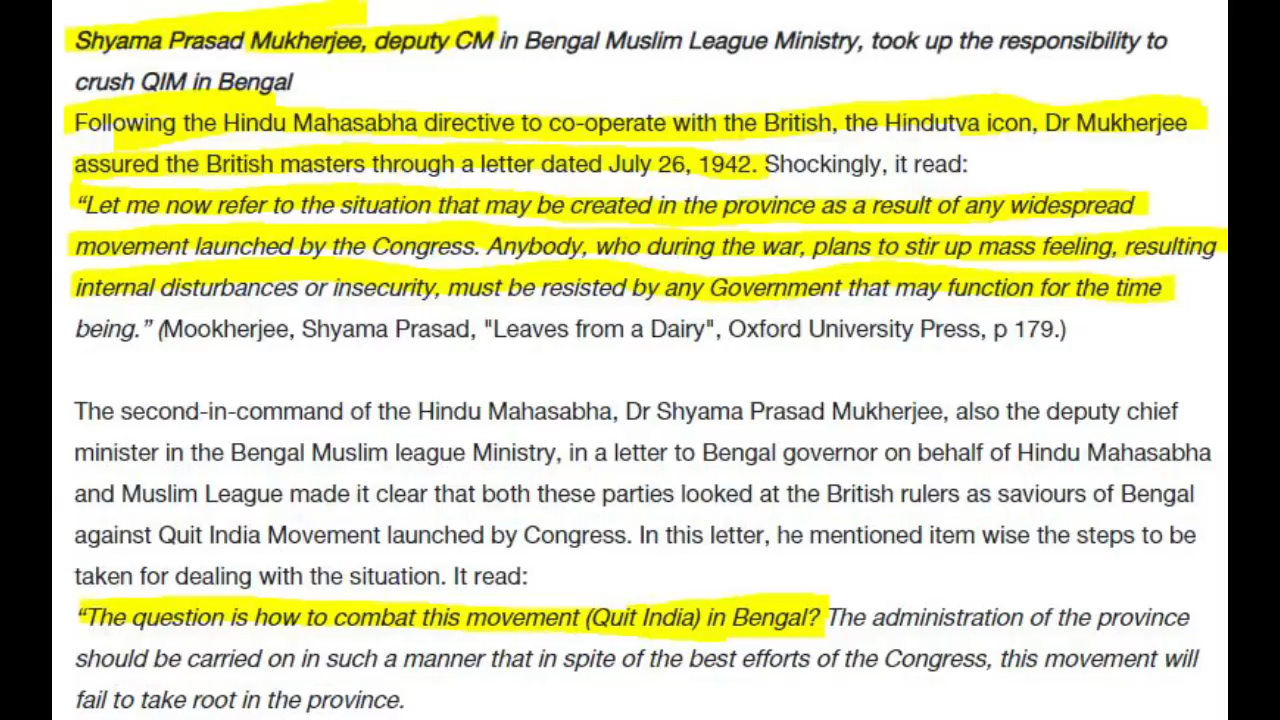 Shyama Prasad Mukherjee, deputy CM in Bengal Muslim League Ministry, took up the responsibility to
crush QIM in Bengal
Following the Hindu Mahasabha directive to co-operate with the British, the Hindutva icon, Dr Mukherjee
assured the British masters through a letter dated July 26, 1942. Shockingly, it read:
“Let me now refer to the situation that may be created in the province as a result of any widespread
movement launched by the Congress. Anybody, who during the war, plans to stir up mass feeling, resulting
internal disturbances or insecurity, must be resisted by any Government that may function for the time
being.” (Mookherjee, Shyama Prasad, "Leaves from a Dairy", Oxford University Press, p 179.)
The second-in-command of the Hindu Mahasabha, Dr Shyama Prasad Mukherjee, also the deputy chief
minister in the Bengal Muslim league Ministry, in a letter to Bengal governor on behalf of Hindu Mahasabha
and Muslim League made it clear that both these parties looked at the British rulers as saviours of Bengal
against Quit India Movement launched by Congress. In this letter, he mentioned item wise the steps to be
taken for dealing with the situation. It read:
“The question is how to combat this movement (Quit India) in Bengal? The administration of the province
should be carried on in such a manner that in spite of the best efforts of the Congress, this movement will
fail to take root in the province.